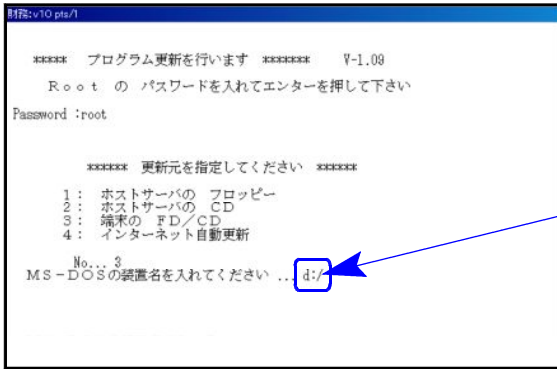 財務:v10 pts/1
***** プログラム更新を行います ******* V-1.09
Root の パスワードを入れてエンターを押して下さい
Password :root
****** 更新元を指定してください ******
1: ホストサーバの フロッピー
2: ホストサーバの CD
3: 端末の FD/CD
4: インターネット自動更新
No... 3
MS-DOSの装置名を入れてください ... d:/